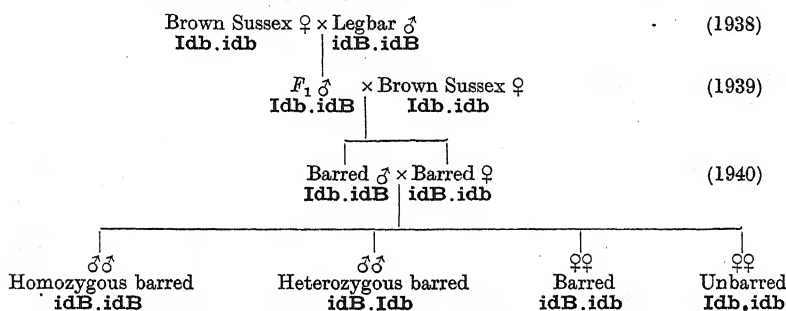 Brown Sussex ♀ × Legbar ♂ (1938)
Idb.idb idB.idB
F1 ♂ × Brown Sussex ♀ (1939)
Idb.idB Idb.idb
Barred ♂ × Barred ♀ (1940)
Idb.idB idB.idb
♂♂ ♂♂ ♀♀ ♀♀
Homozygous barred Heterozygous barred Barred Unbarred
idB.idB idB.Idb idB.idb Idb.idb